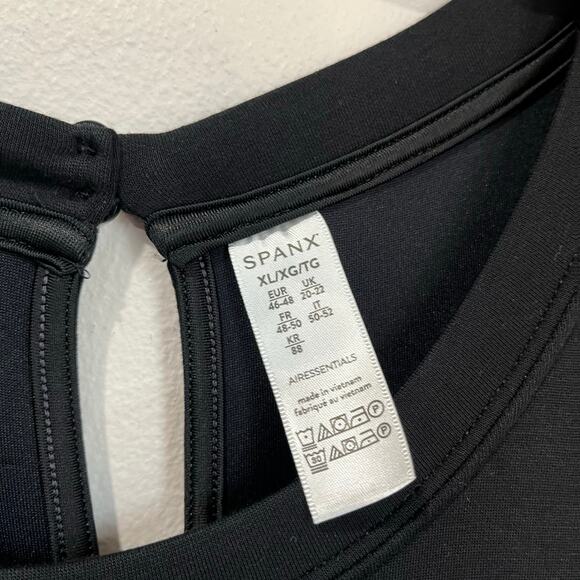 SPANX
XL/XG/TG
EUR UK
46-48 20-22
FR IT
48-50 50-52
KR
88
AIRESSENTIALS
made in vietnam
fabriqué au vietnam